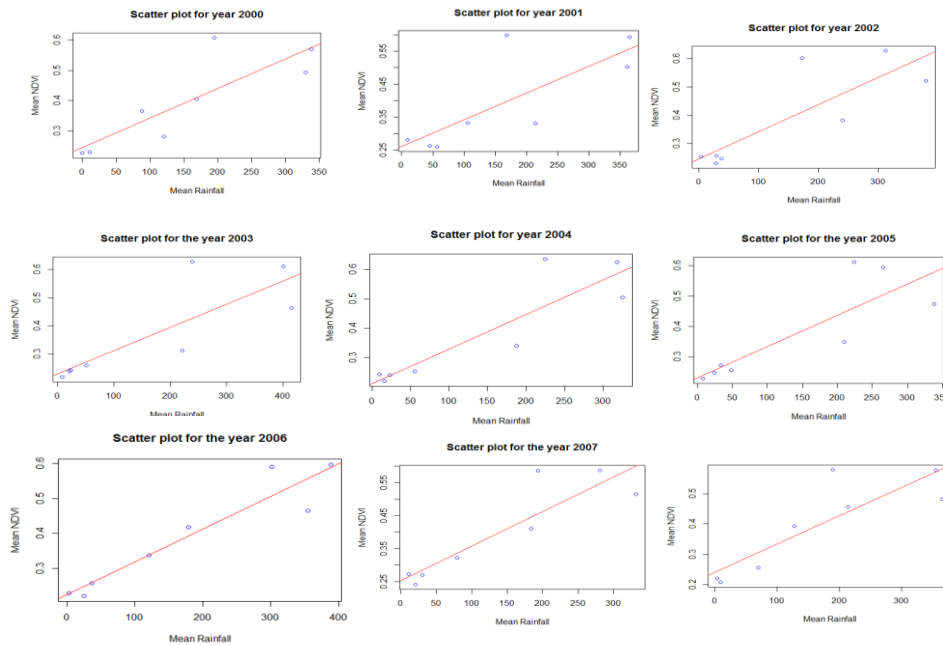 Scatter plot for year 2000
Mean NDVI
0.6
0.5
0.4
0.3
0 50 100 150 200 250 300 350
Mean Rainfall
Scatter plot for year 2001
Mean NDVI
0.55
0.45
0.35
0.25
0 50 100 150 200 250 300 350
Mean Rainfall
Scatter plot for year 2002
Mean NDVI
0.6
0.5
0.4
0.3
0 100 200 300
Mean Rainfall
Scatter plot for the year 2003
Mean NDVI
0.6
0.5
0.4
0.3
0 100 200 300 400
Mean Rainfall
Scatter plot for year 2004
Mean NDVI
0.6
0.5
0.4
0.3
0 50 100 150 200 250 300
Mean Rainfall
Scatter plot for the year 2005
Mean NDVI
0.6
0.5
0.4
0.3
0 50 100 150 200 250 300 350
Mean Rainfall
Scatter plot for the year 2006
Mean NDVI
0.6
0.5
0.4
0.3
0 100 200 300 400
Mean Rainfall
Scatter plot for the year 2007
Mean NDVI
0.55
0.45
0.35
0.25
0 50 100 150 200 250 300
Mean Rainfall
Mean NDVI
0.5
0.4
0.3
0.2
0 100 200 300
Mean Rainfall